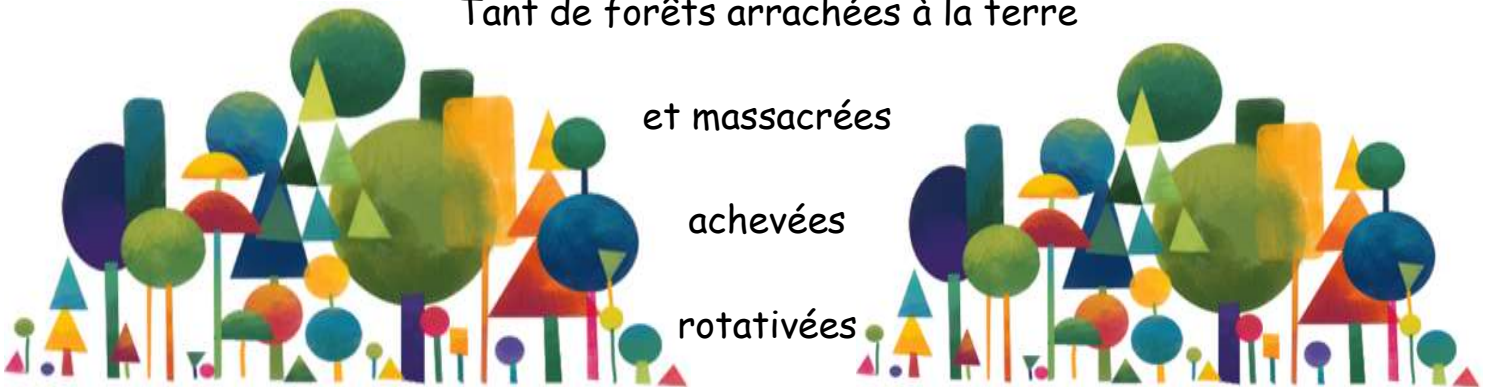 Tant de forêts arrachées à la terre
et massacrées
achevées
rotativées